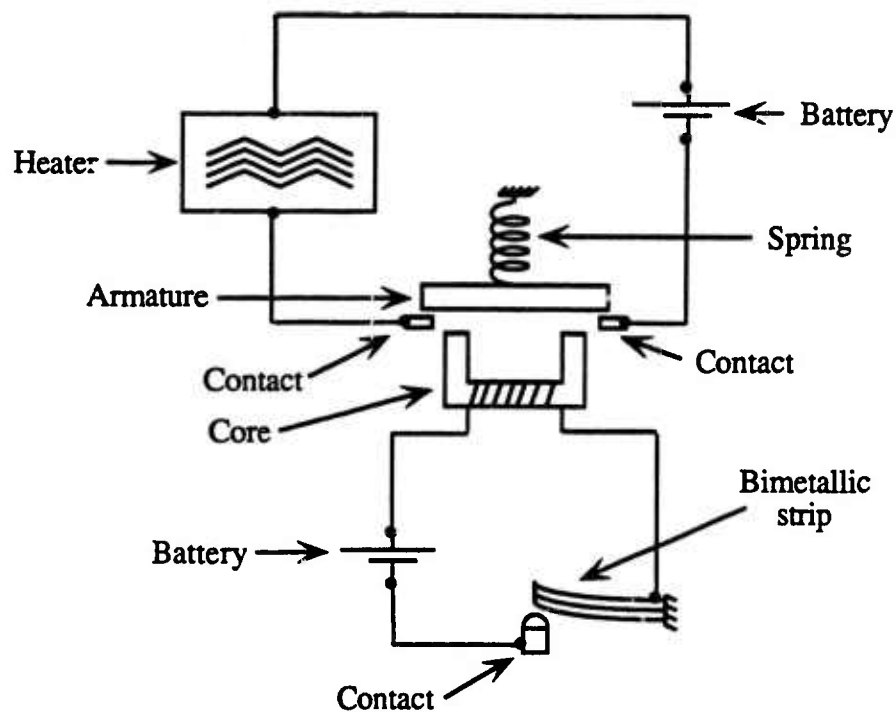 Battery
Heater
Spring
Armature
Contact
Contact
Core
Bimetallic
strip
Battery
Contact